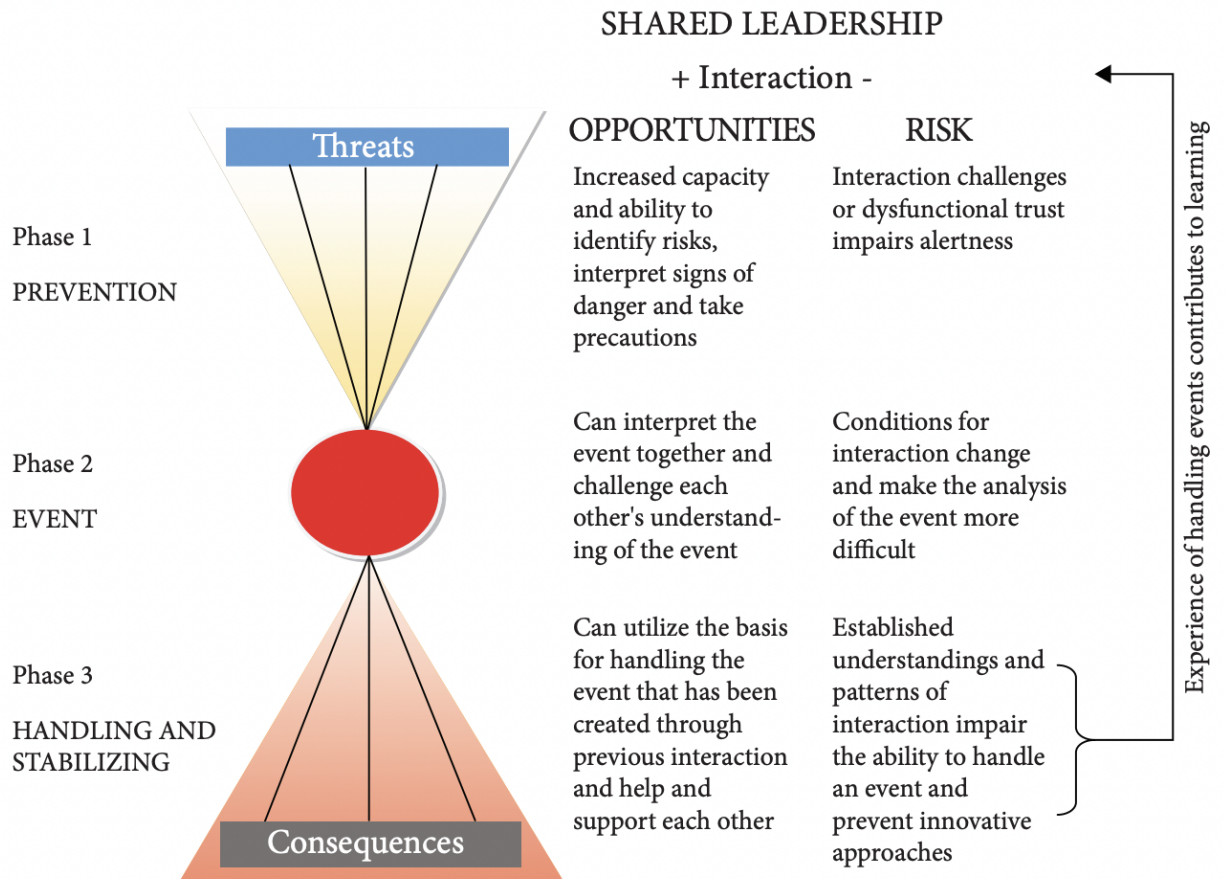 SHARED LEADERSHIP
+ Interaction -
OPPORTUNITIES
RISK
Threats
Phase 1
PREVENTION
Increased capacity
and ability to
identify risks,
interpret signs of
danger and take
precautions
Interaction challenges
or dysfunctional trust
impairs alertness
Phase 2
EVENT
Can interpret the
event together and
challenge each
other's understand-
ing of the event
Conditions for
interaction change
and make the analysis
of the event more
difficult
Phase 3
HANDLING AND
STABILIZING
Consequences
Can utilize the basis
for handling the
event that has been
created through
previous interaction
and help and
support each other
Established
understandings and
patterns of
interaction impair
the ability to handle
an event and
prevent innovative
approaches
Experience of handling events contributes to learning